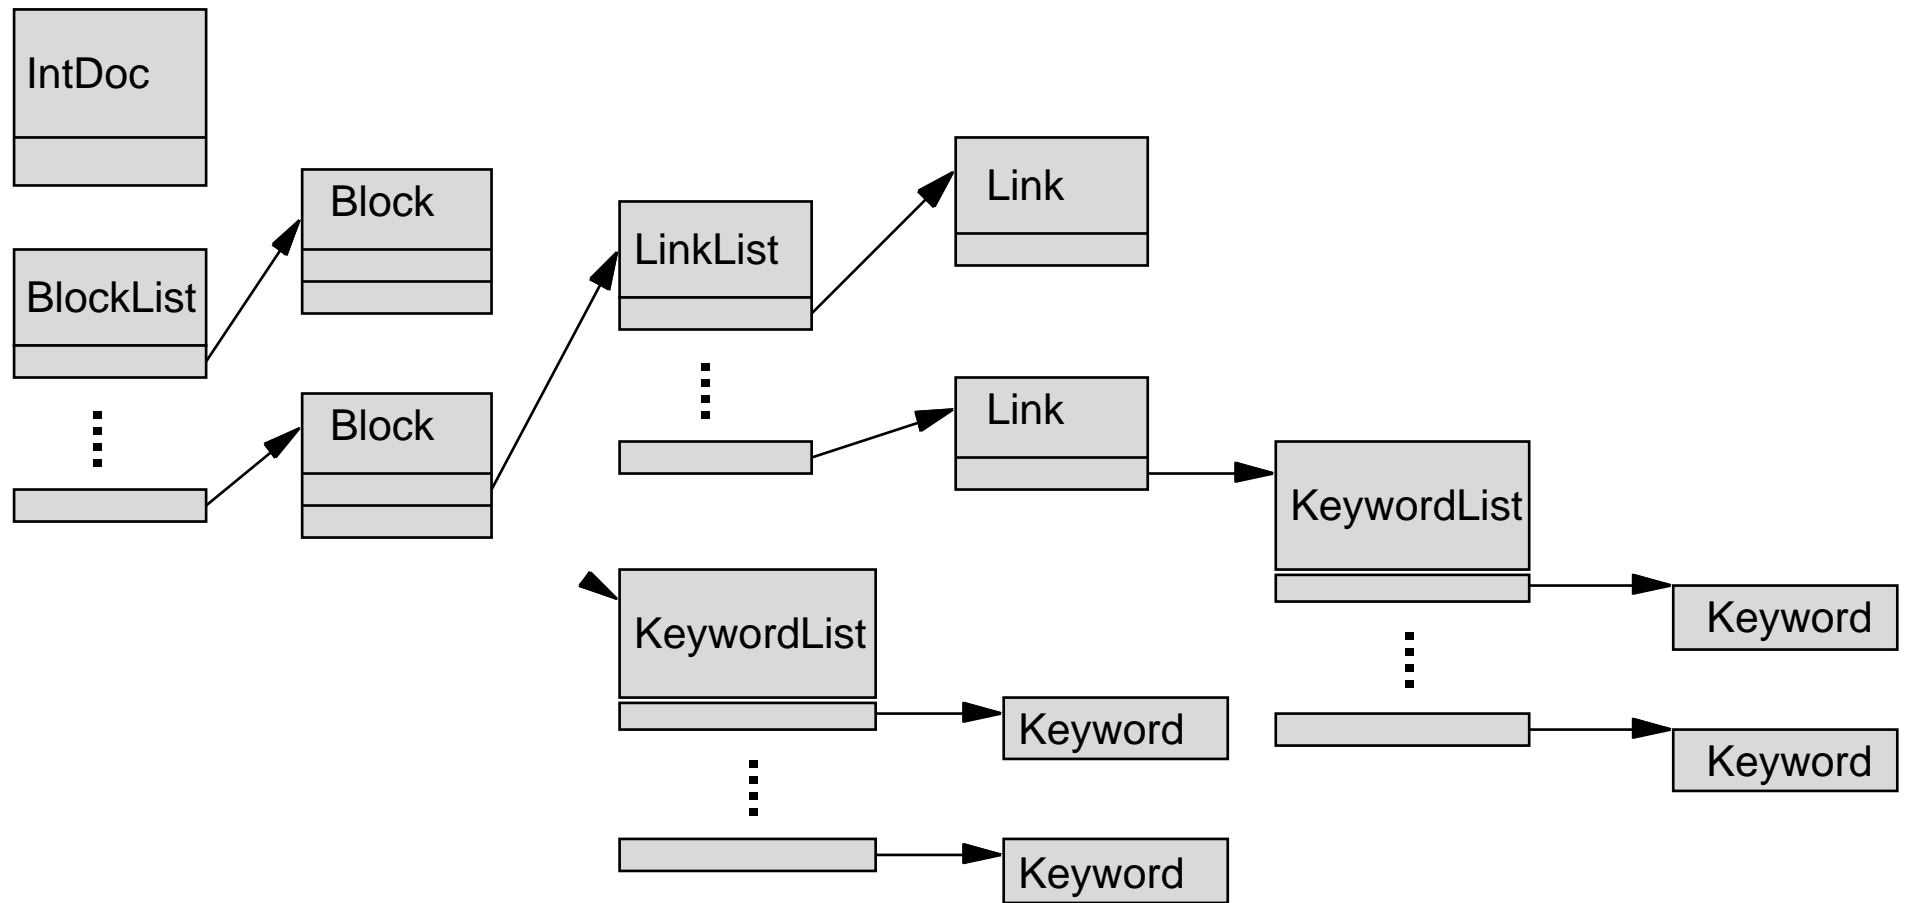 IntDoc
Block
Link
LinkList
BlockList
Link
Block
KeywordList
Keyword
KeywordList
Keyword
Keyword
Keyword